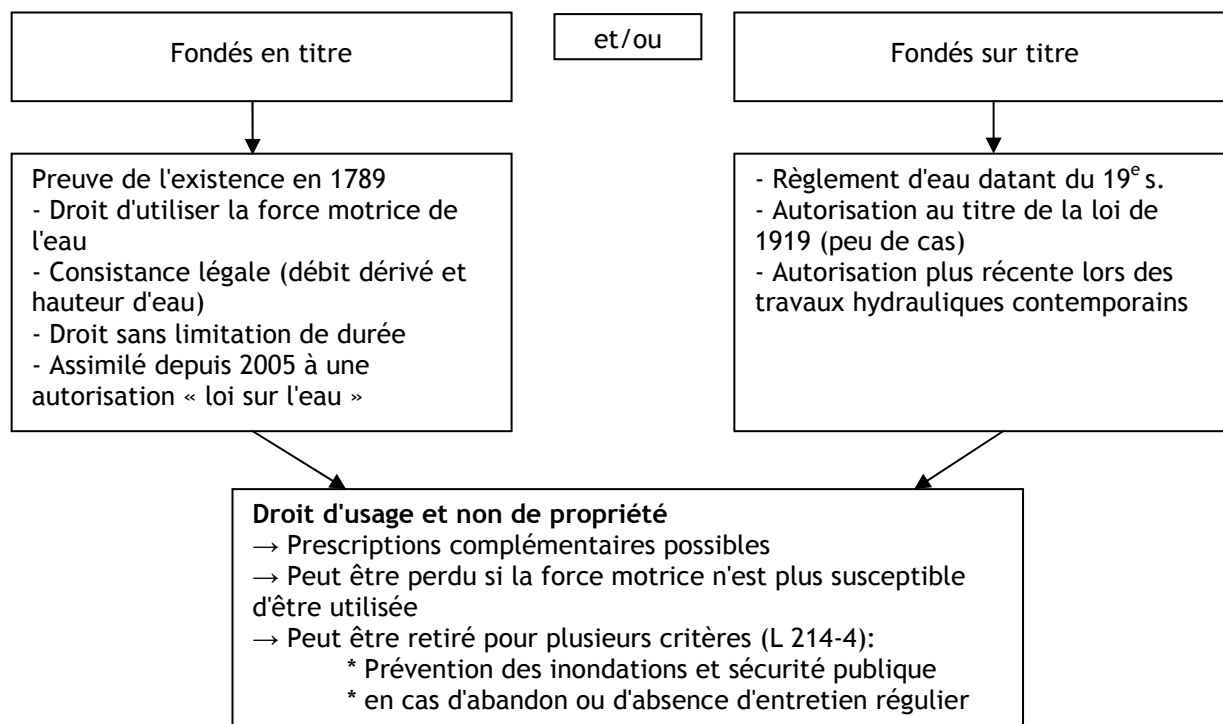 Fondés en titre
et/ou
Fondés sur titre
Preuve de l'existence en 1789
- Droit d'utiliser la force motrice de
l'eau
- Consistance légale (débit dérivé et
hauteur d'eau)
- Droit sans limitation de durée
- Assimilé depuis 2005 à une
autorisation « loi sur l'eau »
- Règlement d'eau datant du 19e s.
- Autorisation au titre de la loi de
1919 (peu de cas)
- Autorisation plus récente lors des
travaux hydrauliques contemporains
Droit d'usage et non de propriété
→ Prescriptions complémentaires possibles
→ Peut être perdu si la force motrice n'est plus susceptible
d'être utilisée
→ Peut être retiré pour plusieurs critères (L 214-4):
* Prévention des inondations et sécurité publique
* en cas d'abandon ou d'absence d'entretien régulier